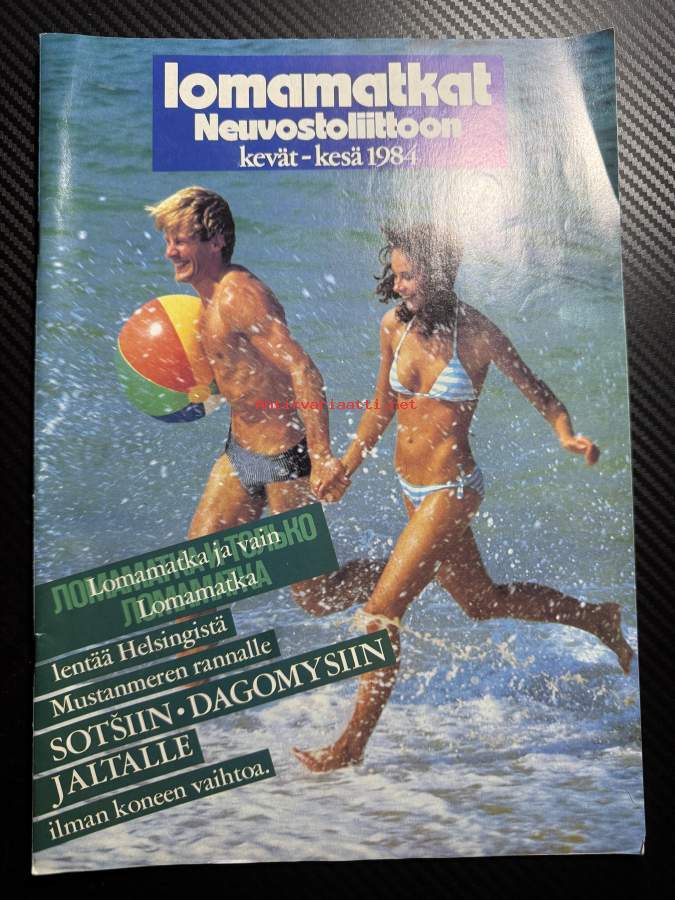 lomamatkat
Neuvostoliittoon
kevät - kesä 1984
Antikvariaatti.net
ЛОМАМАТКА ТОЛЬКО
ЛОМАМАТКА
Lomamatka ja vain
Lomamatka
lentää Helsingistä
Mustanmeren rannalle
SOTŠIIN • DAGOMYSIIN
JALTALLE
ilman koneen vaihtoa.